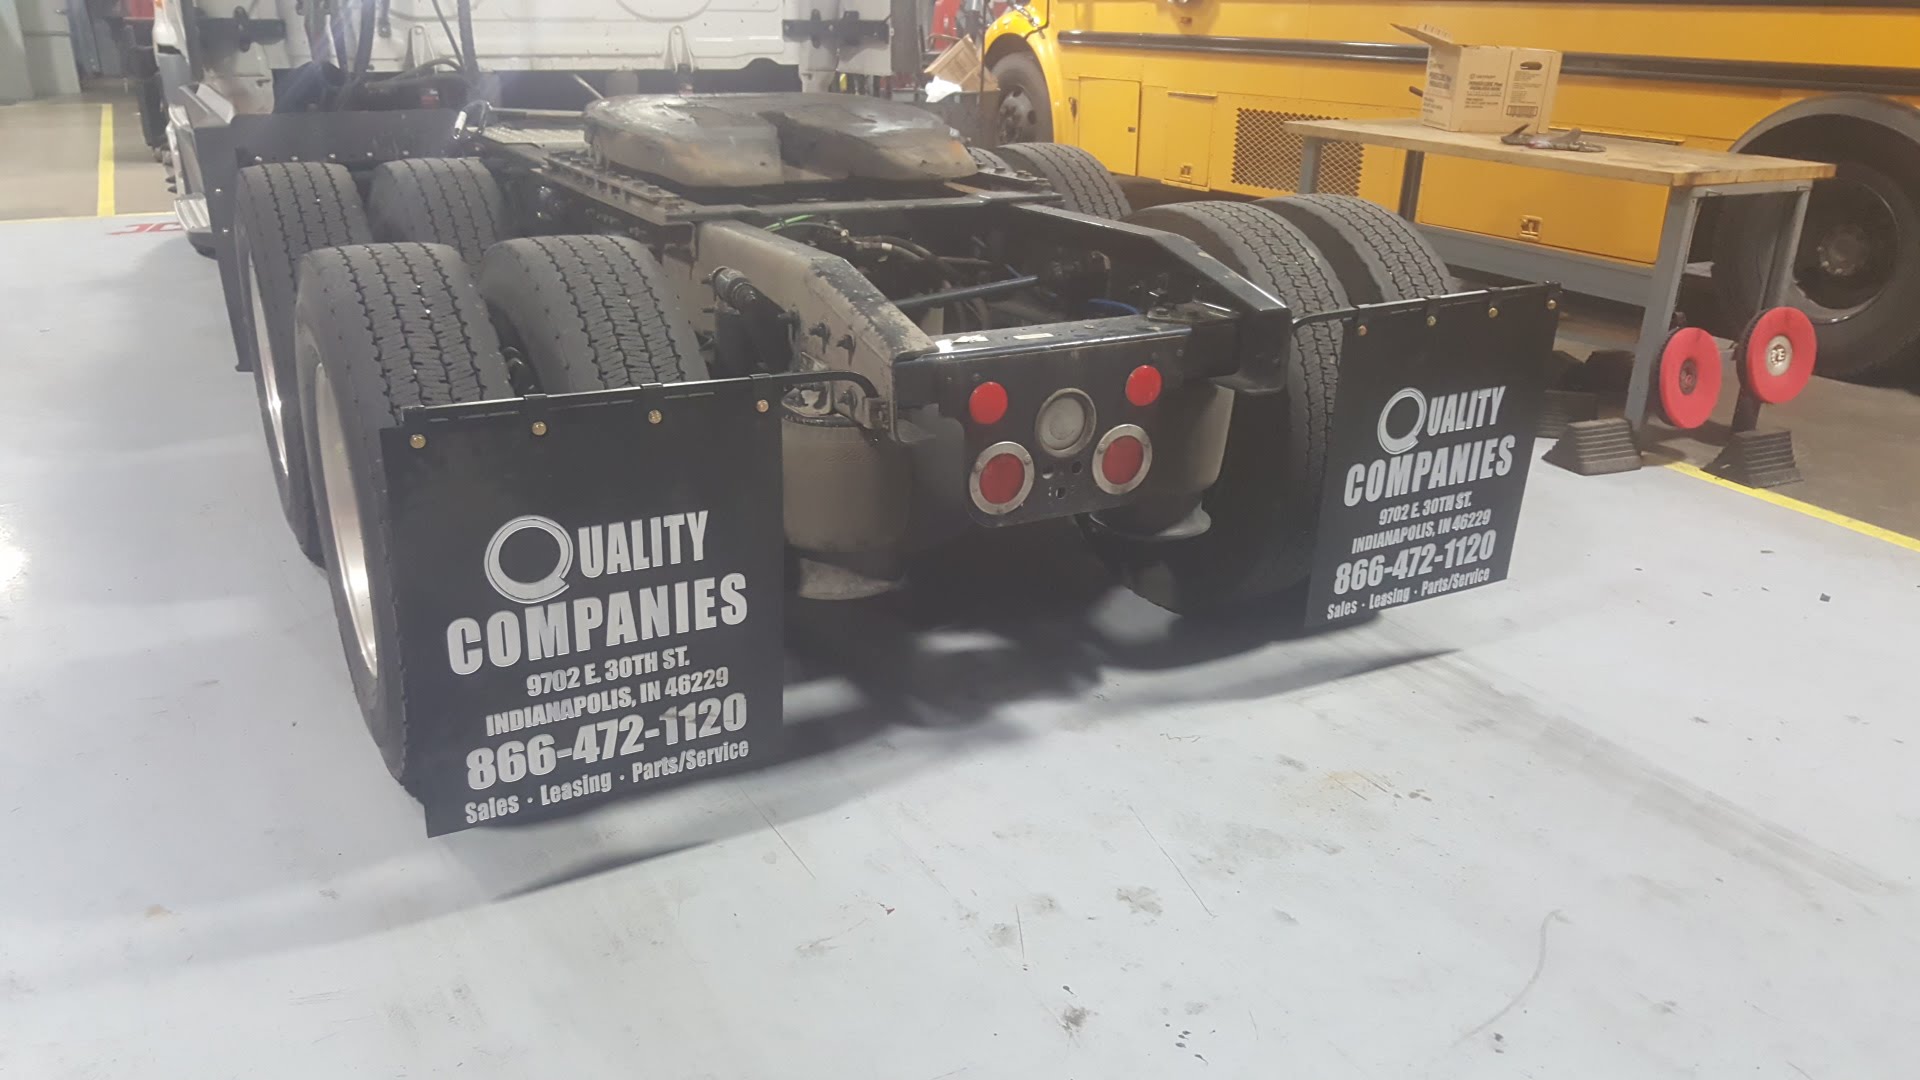 QUALITY
COMPANIES
9702 E. 30TH ST.
INDIANAPOLIS, IN 46229
866-472-1120
Sales · Leasing · Parts/Service
QUALITY
COMPANIES
9702 E. 30TH ST.
INDIANAPOLIS, IN 46229
866-472-1120
Sales · Leasing · Parts/Service